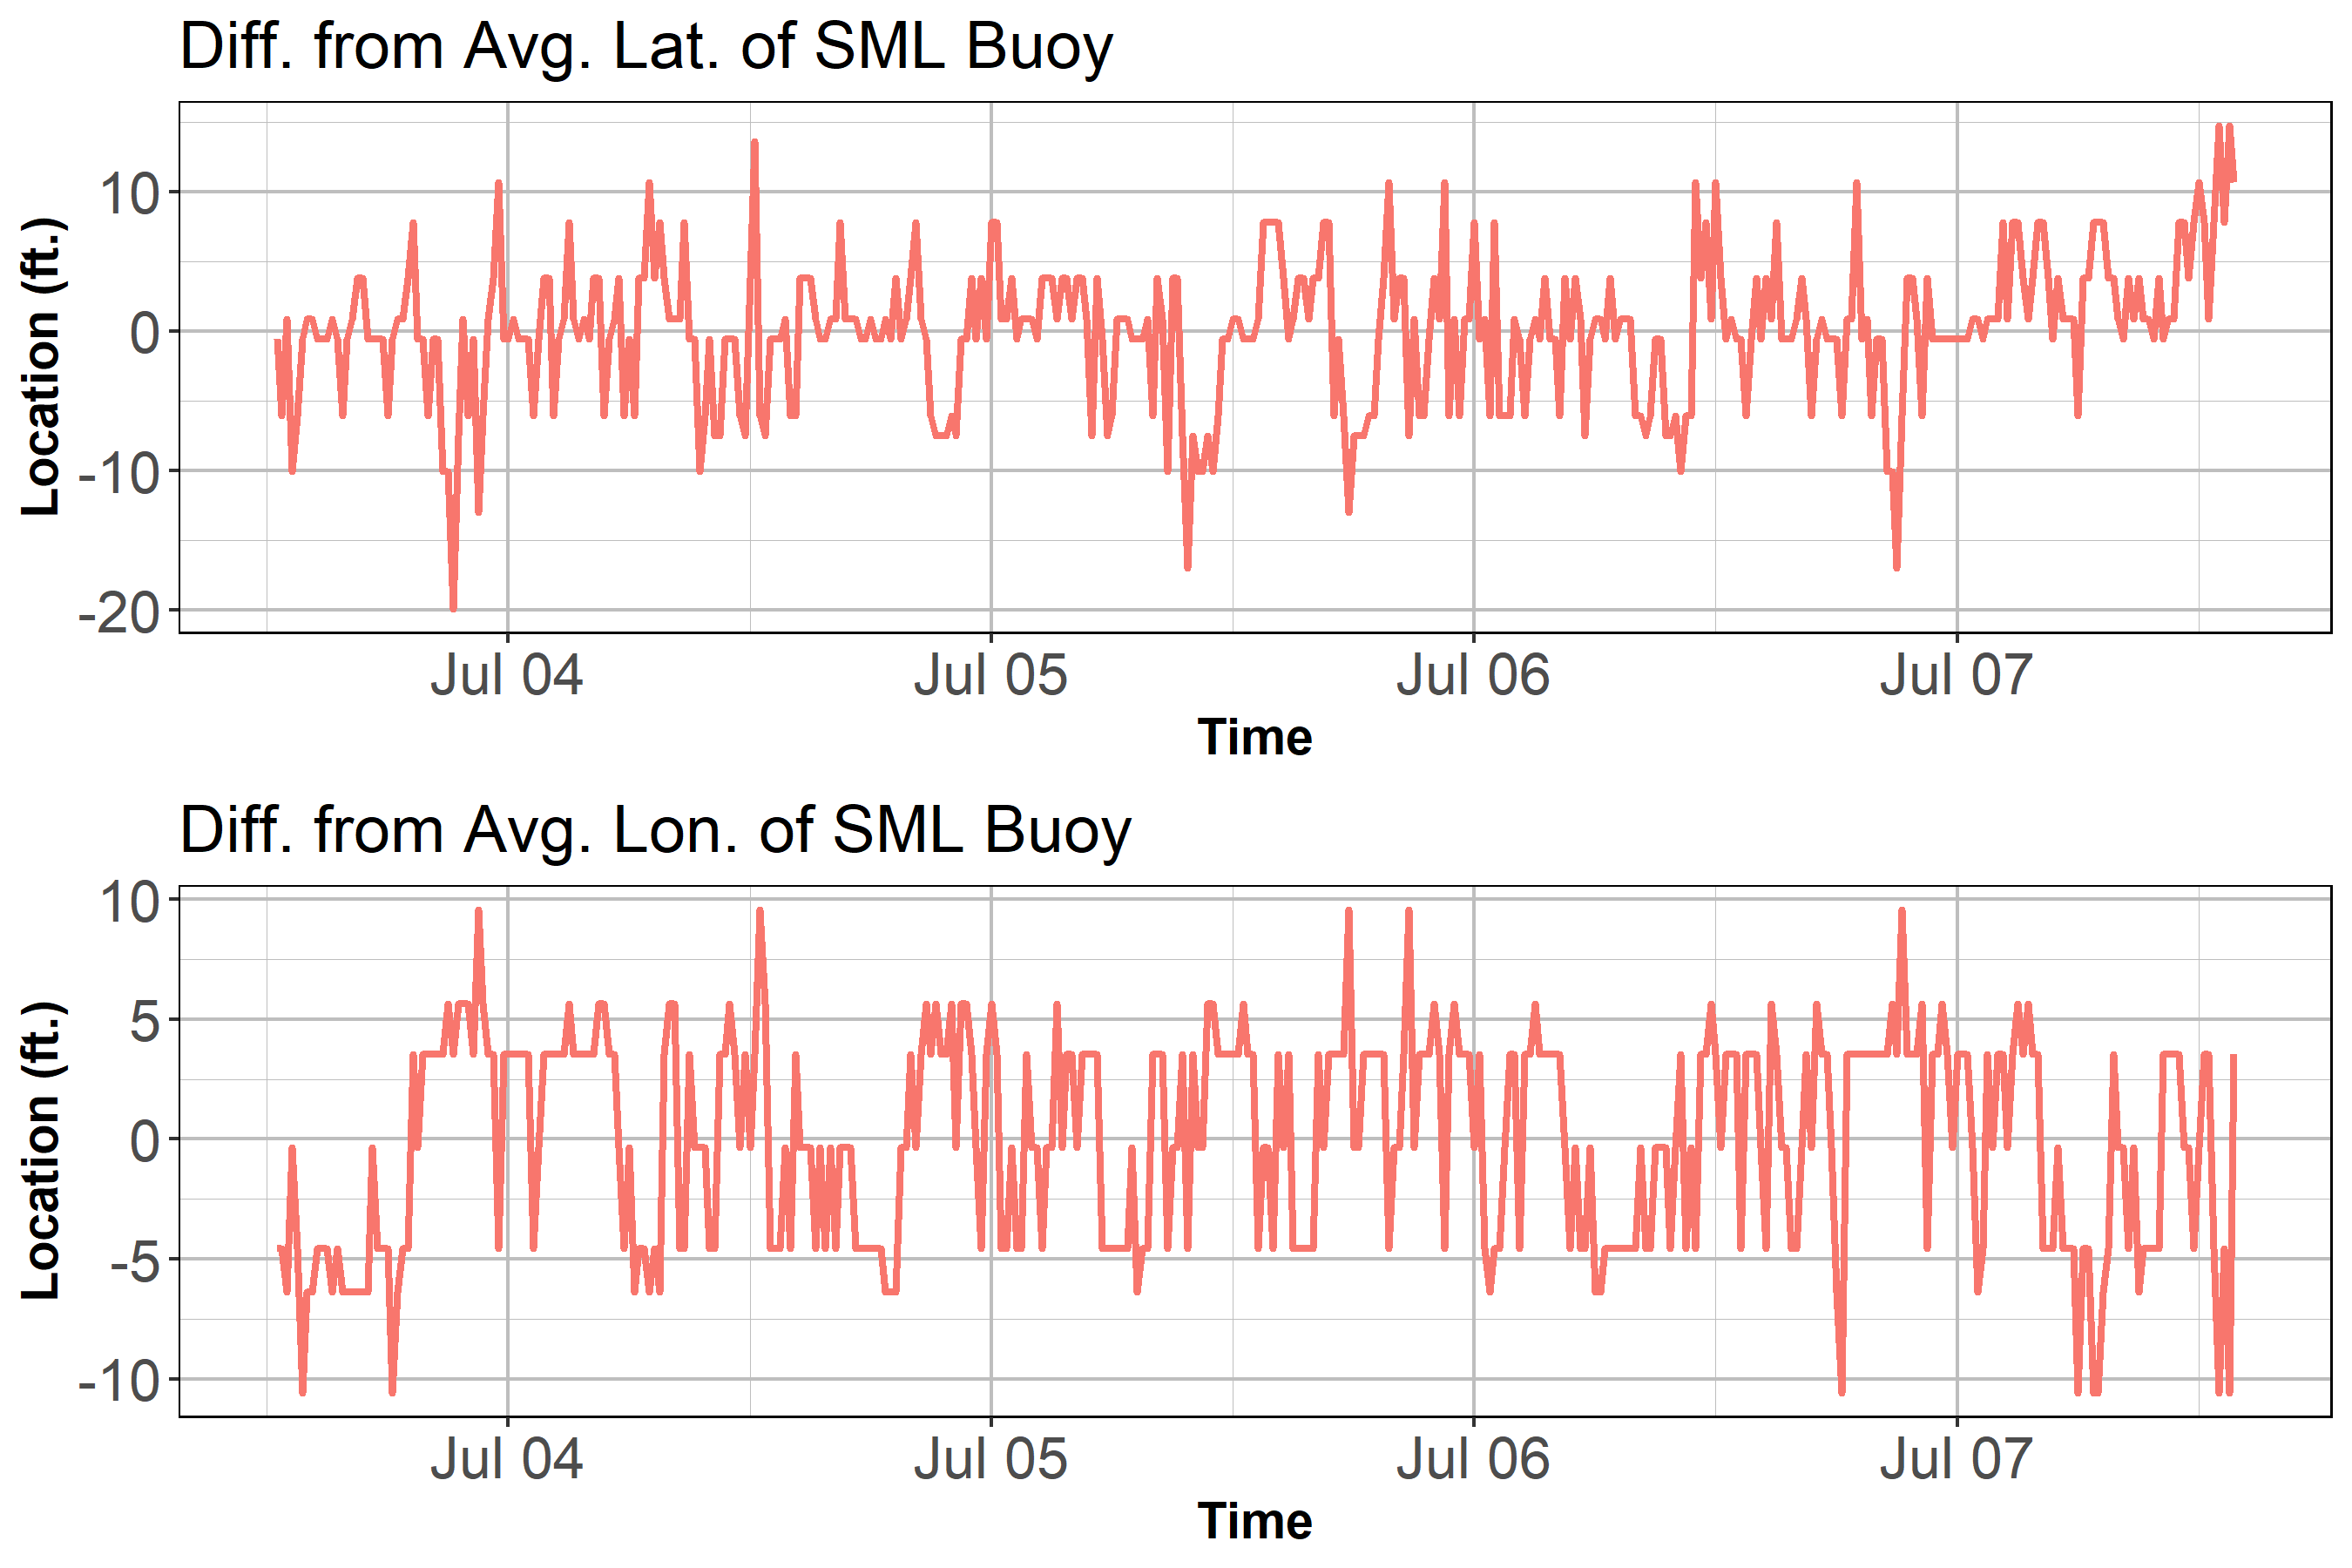 Diff. from Avg. Lat. of SML Buoy
Location (ft.)
10
0
-10
-20
Jul 04 Jul 05 Jul 06 Jul 07
Time
Diff. from Avg. Lon. of SML Buoy
Location (ft.)
10
5
0
-5
-10
Jul 04 Jul 05 Jul 06 Jul 07
Time